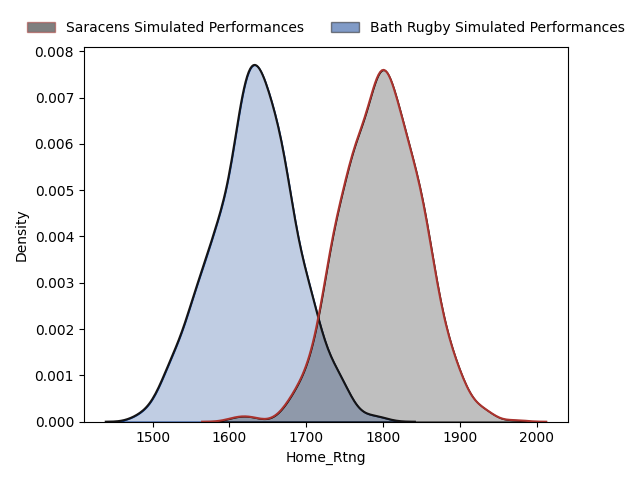 Saracens Simulated Performances Bath Rugby Simulated Performances
0.008
0.007
0.006
0.005
0.004
0.003
0.002
0.001
0.000
Density
1500 1600 1700 1800 1900 2000
Home_Rtng